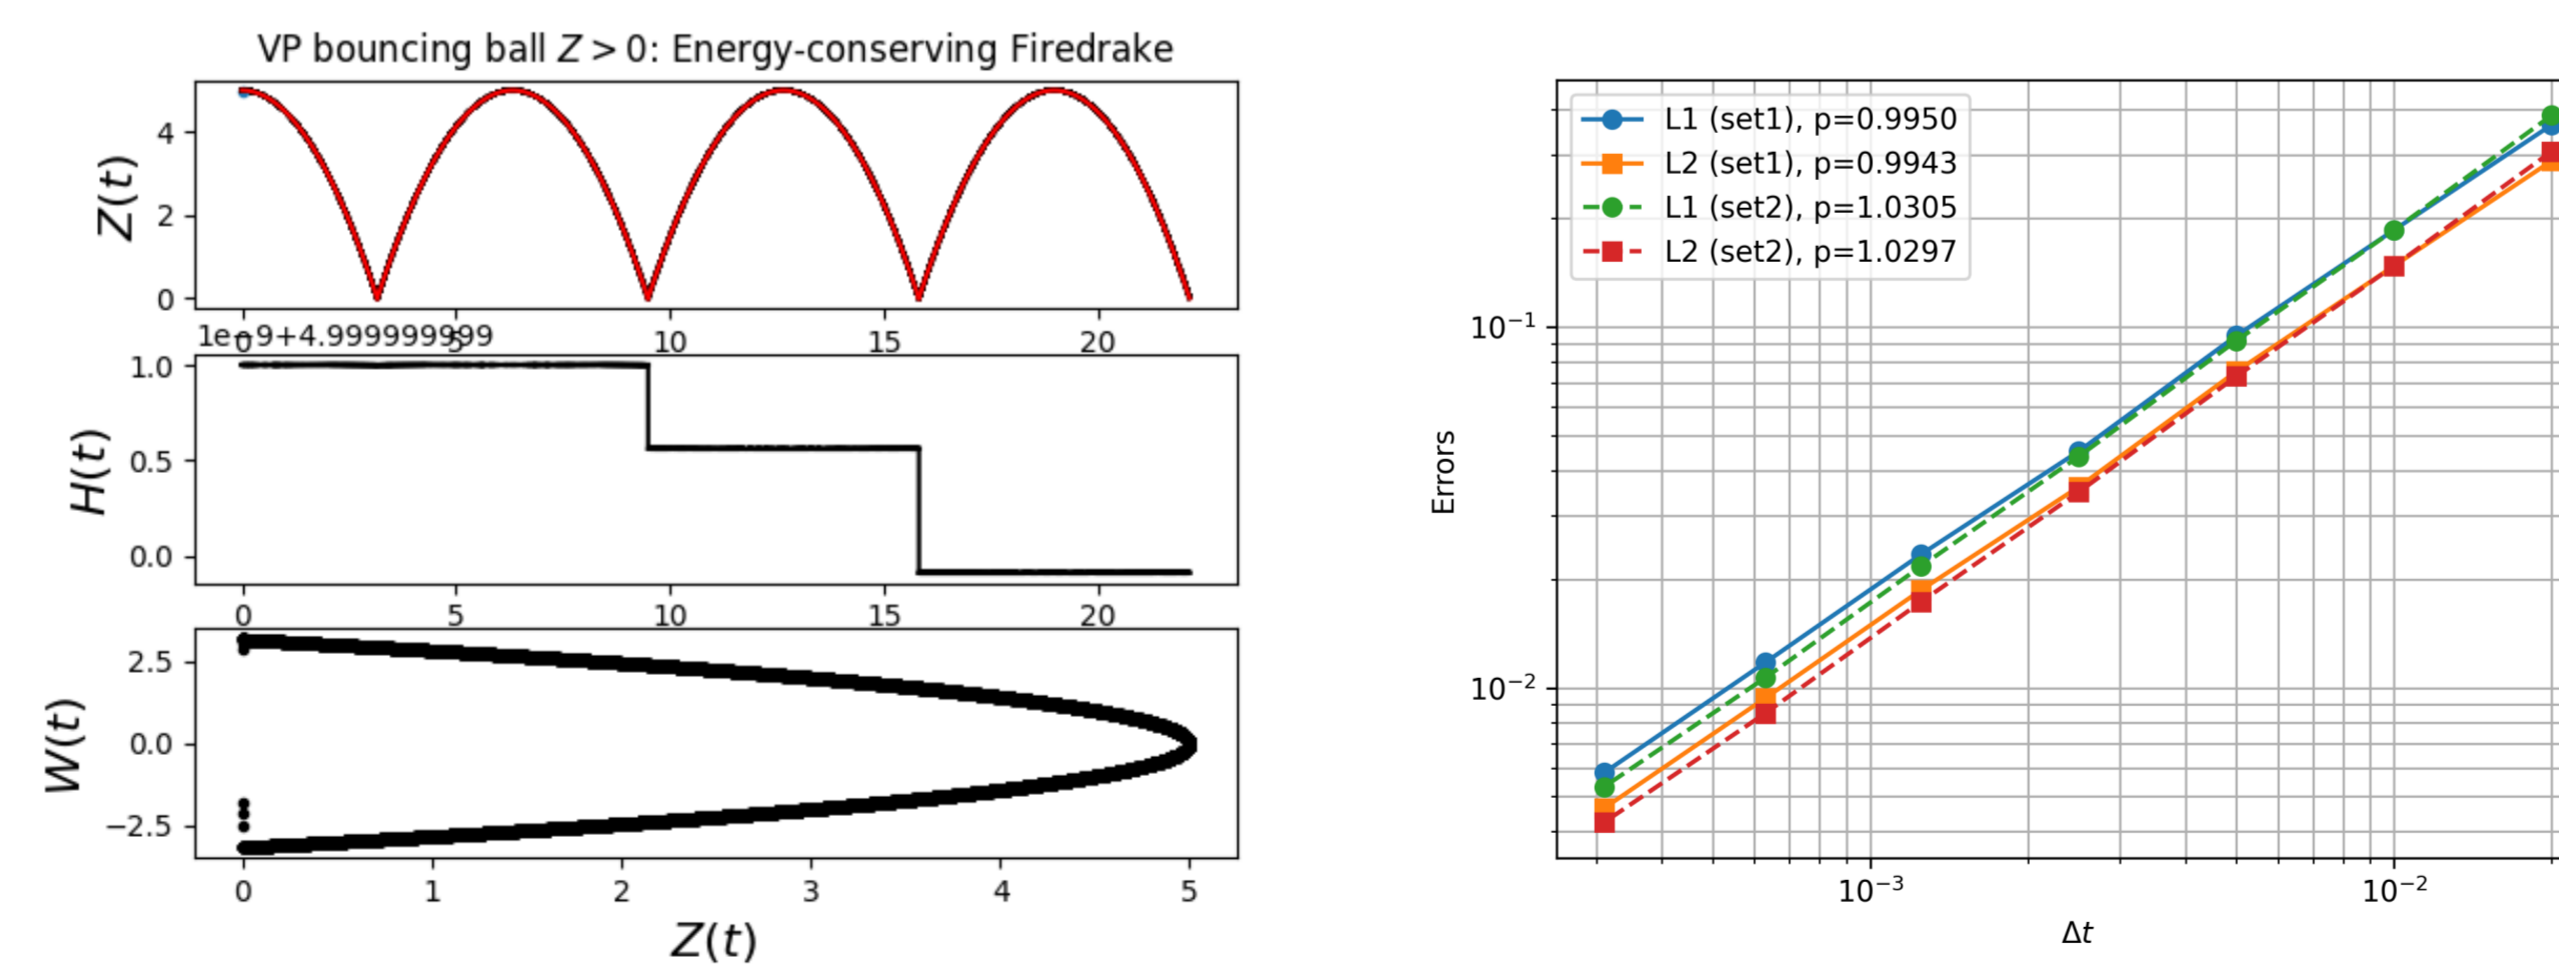 VP bouncing ball Z > 0: Energy-conserving Firedrake
Z(t)
4
2
0
0 5 10 15 20
1e−9+4.9999999999
H(t)
1.0
0.5
0.0
0 5 10 15 20
W(t)
2.5
0.0
−2.5
0 1 2 3 4 5
Z(t)
L1 (set1), p=0.9950
L2 (set1), p=0.9943
L1 (set2), p=1.0305
L2 (set2), p=1.0297
Errors
10⁻¹
10⁻²
10⁻³ 10⁻²
Δt